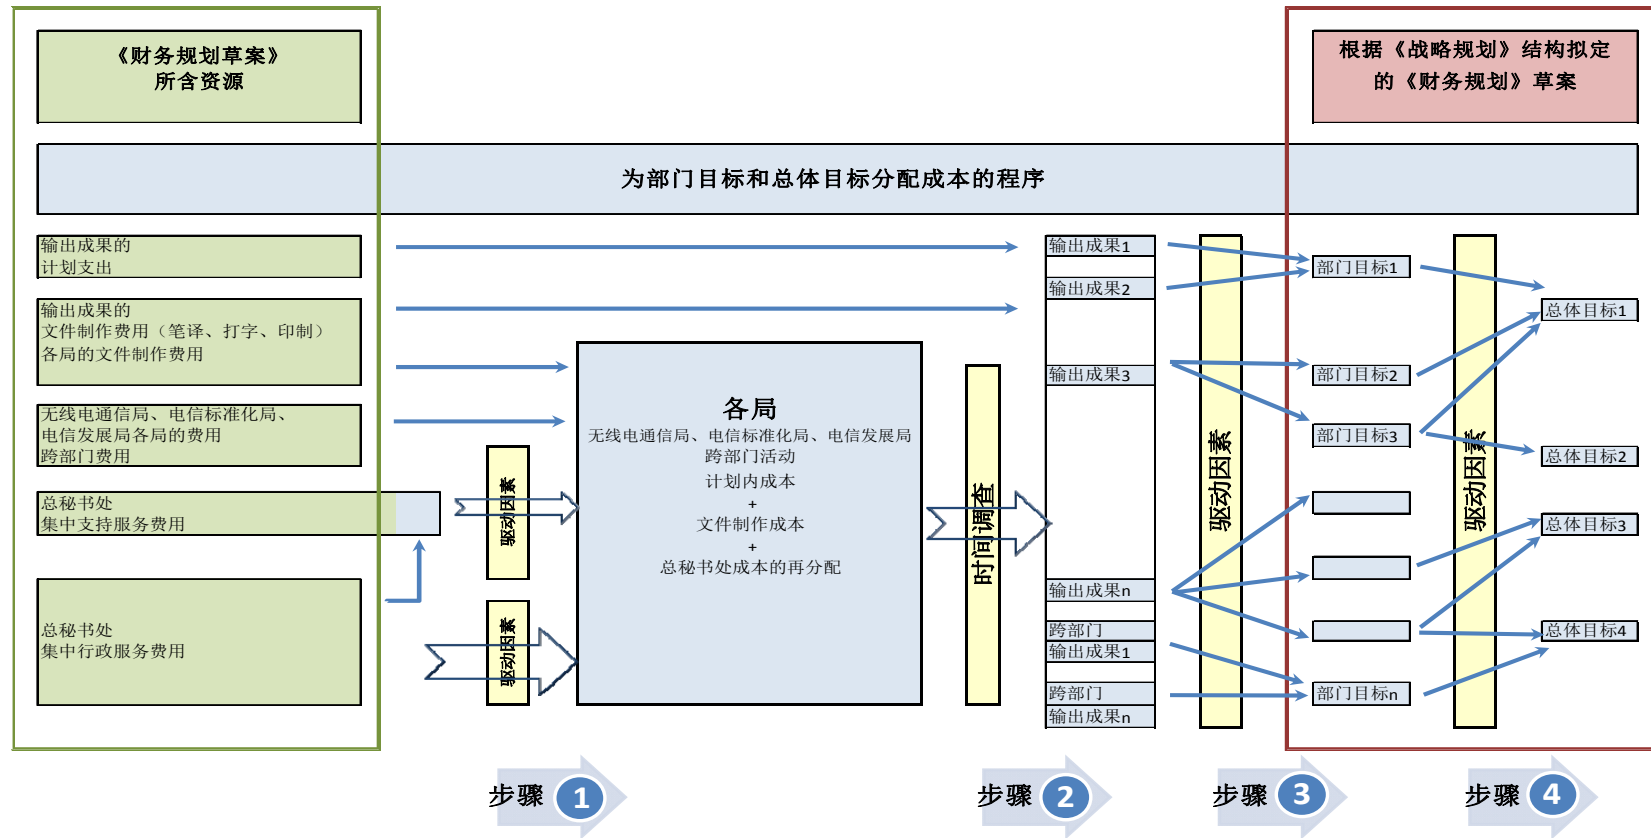 《财务规划草案》
所含资源
根据《战略规划》结构拟定
的《财务规划》草案
为部门目标和总体目标分配成本的程序
输出成果的
计划支出
输出成果的
文件制作费用（笔译、打字、印制）
各局的文件制作费用
无线电通信局、电信标准化局、
电信发展局各局的费用
跨部门费用
总秘书处
集中支持服务费用
总秘书处
集中行政服务费用
驱动因素
驱动因素
各局
无线电通信局、电信标准化局、电信发展局
跨部门活动
计划内成本
+
文件制作成本
+
总秘书处成本的再分配
时间调查
输出成果1
输出成果2
输出成果3
输出成果n
跨部门
输出成果1
跨部门
输出成果n
驱动因素
部门目标1
部门目标2
部门目标3
部门目标n
驱动因素
总体目标1
总体目标2
总体目标3
总体目标4
步骤 1
步骤 2
步骤 3
步骤 4